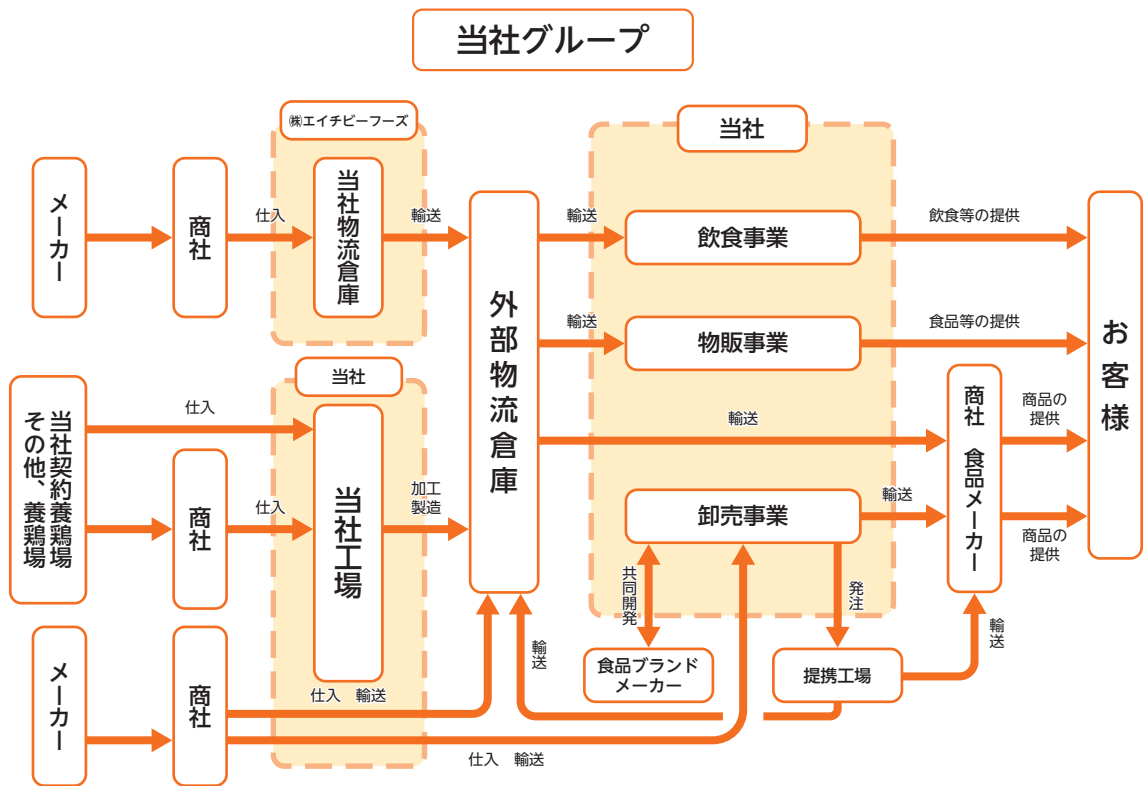 当社グループ
㈱エイチビーフーズ
当社
メーカー
商社
仕入
当社物流倉庫
輸送
外部物流倉庫
輸送
飲食事業
飲食等の提供
お客様
輸送
物販事業
食品等の提供
当社
当社契約養鶏場
その他、養鶏場
仕入
商社
仕入
当社工場
加工
製造
輸送
商社　食品メーカー
商品の
提供
卸売事業
輸送
商品の
提供
共同開発
発注
輸送
輸送
食品ブランド
メーカー
提携工場
メーカー
商社
仕入　輸送
仕入　輸送